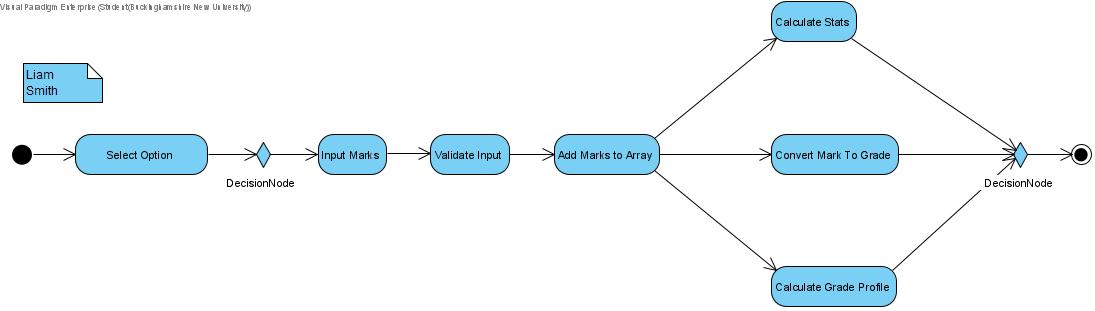 Visual Paradigm Enterprise (Student(Buckinghamshire New University))
Calculate Stats
Liam
Smith
Select Option
DecisionNode
Input Marks
Validate Input
Add Marks to Array
Convert Mark To Grade
DecisionNode
Calculate Grade Profile